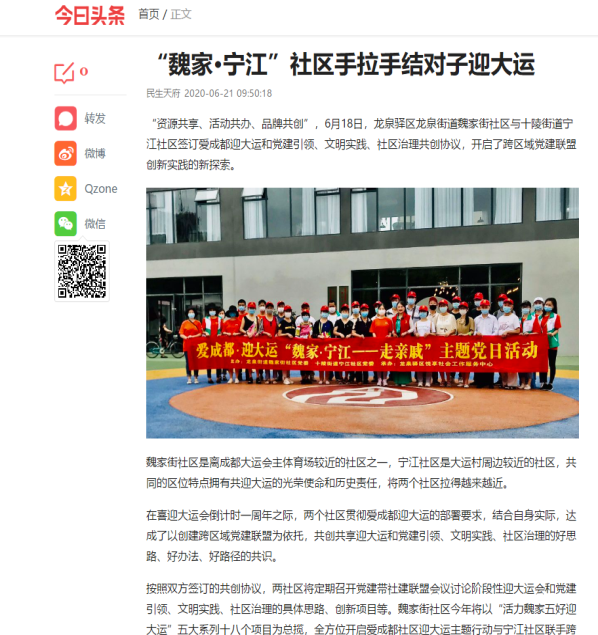 今日头条
首页 / 正文
0
转发
微博
Qzone
微信
“魏家·宁江”社区手拉手结对子迎大运
民生天府 2020-06-21 09:50:18
“资源共享、活动共办、品牌共创”，6月18日，龙泉驿区龙泉街道魏家街社区与十陵街道宁
江社区签订爱成都迎大运和党建引领、文明实践、社区治理共创协议，开启了跨区域党建联盟
创新实践的新探索。
爱成都·迎大运“魏家·宁江——走亲戚”主题党日活动
魏家街社区是离成都大运会主体育场较近的社区之一，宁江社区是大运村周边较近的社区，共
同的区位特点拥有共迎大运的光荣使命和历史责任，将两个社区拉得越来越近。
在喜迎大运会倒计时一周年之际，两个社区贯彻爱成都迎大运的部署要求，结合自身实际，达
成了以创建跨区域党建联盟为依托，共创共享迎大运和党建引领、文明实践、社区治理的好思
路、好办法、好路径的共识。
按照双方签订的共创协议，两社区将定期召开党建带社建联盟会议讨论阶段性迎大运会和党建
引领、文明实践、社区治理的具体思路、创新项目等。魏家街社区今年将以“活力魏家五好迎
大运”五大系列十八个项目为总揽，全方位开启爱成都社区迎大运主题行动与宁江社区联手跨